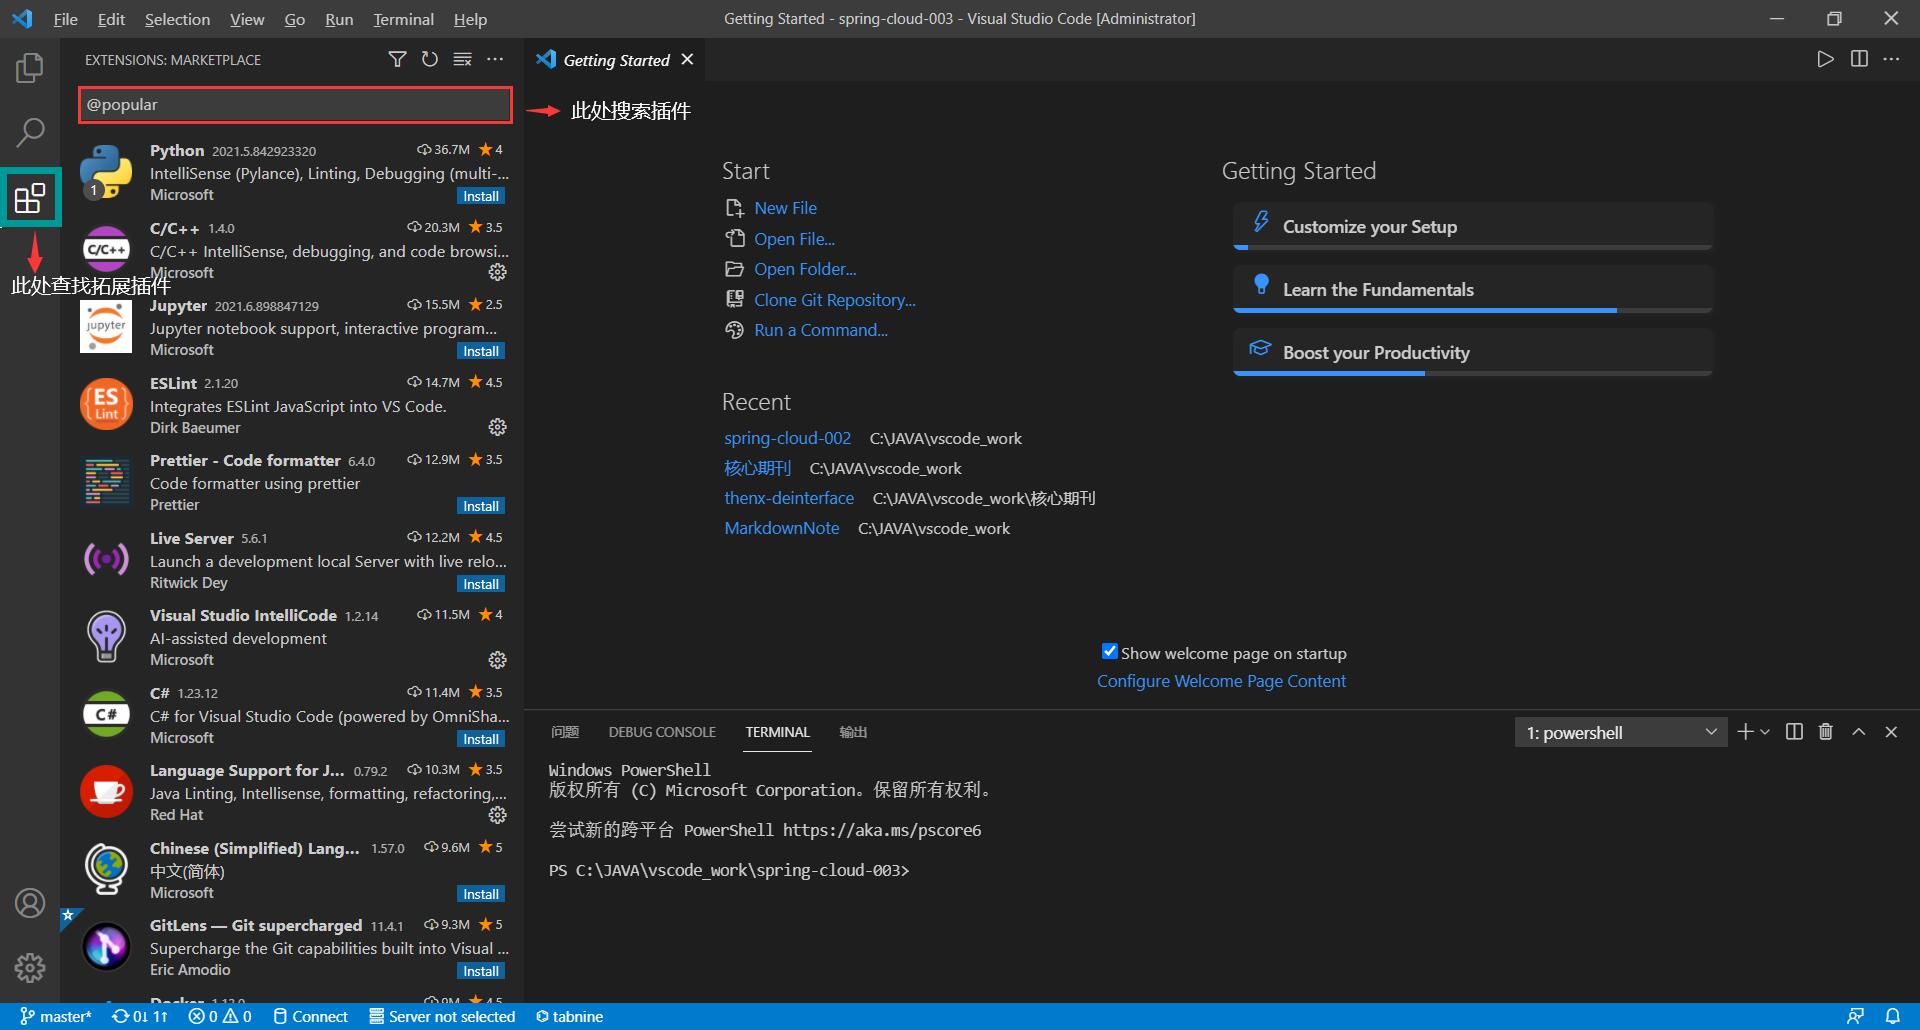 File Edit Selection View Go Run Terminal Help
Getting Started - spring-cloud-003 - Visual Studio Code [Administrator]
EXTENSIONS: MARKETPLACE
@popular
此处搜索插件
此处查找拓展插件
Python 2021.5.842923320 36.7M ★ 4
IntelliSense (Pylance), Linting, Debugging (multi-...
1
Microsoft Install
C/C++
C/C++ 1.4.0 20.3M ★ 3.5
C/C++ IntelliSense, debugging, and code browsi...
Microsoft
jupyter
Jupyter 2021.6.898847129 15.5M ★ 2.5
Jupyter notebook support, interactive program...
Microsoft Install
ES
Lint
ESLint 2.1.20 14.7M ★ 4.5
Integrates ESLint JavaScript into VS Code.
Dirk Baeumer
Prettier - Code formatter 6.4.0 12.9M ★ 3.5
Code formatter using prettier
Prettier Install
Live Server 5.6.1 12.2M ★ 4.5
Launch a development local Server with live relo...
Ritwick Dey Install
Visual Studio IntelliCode 1.2.14 11.5M ★ 4
AI-assisted development
Microsoft
C#
C# 1.23.12 11.4M ★ 3.5
C# for Visual Studio Code (powered by OmniSha...
Microsoft Install
Language Support for J... 0.79.2 10.3M ★ 3.5
Java Linting, Intellisense, formatting, refactoring,...
Red Hat
Chinese (Simplified) Lang... 1.57.0 9.6M ★ 5
中文(简体)
Microsoft Install
GitLens — Git supercharged 11.4.1 9.3M ★ 5
Supercharge the Git capabilities built into Visual ...
Eric Amodio Install
Docker 1.13.0 9M ★ 4.5
Getting Started
Start
New File
Open File...
Open Folder...
Clone Git Repository...
Run a Command...
Recent
spring-cloud-002 C:\JAVA\vscode_work
核心期刊 C:\JAVA\vscode_work
thenx-deinterface C:\JAVA\vscode_work\核心期刊
MarkdownNote C:\JAVA\vscode_work
Getting Started
Customize your Setup
Learn the Fundamentals
Boost your Productivity
Show welcome page on startup
Configure Welcome Page Content
问题 DEBUG CONSOLE TERMINAL 输出
1: powershell
Windows PowerShell
版权所有 (C) Microsoft Corporation。保留所有权利。
尝试新的跨平台 PowerShell https://aka.ms/pscore6
PS C:\JAVA\vscode_work\spring-cloud-003>
master* 0↓ 1↑ 0 0 Connect Server not selected tabnine